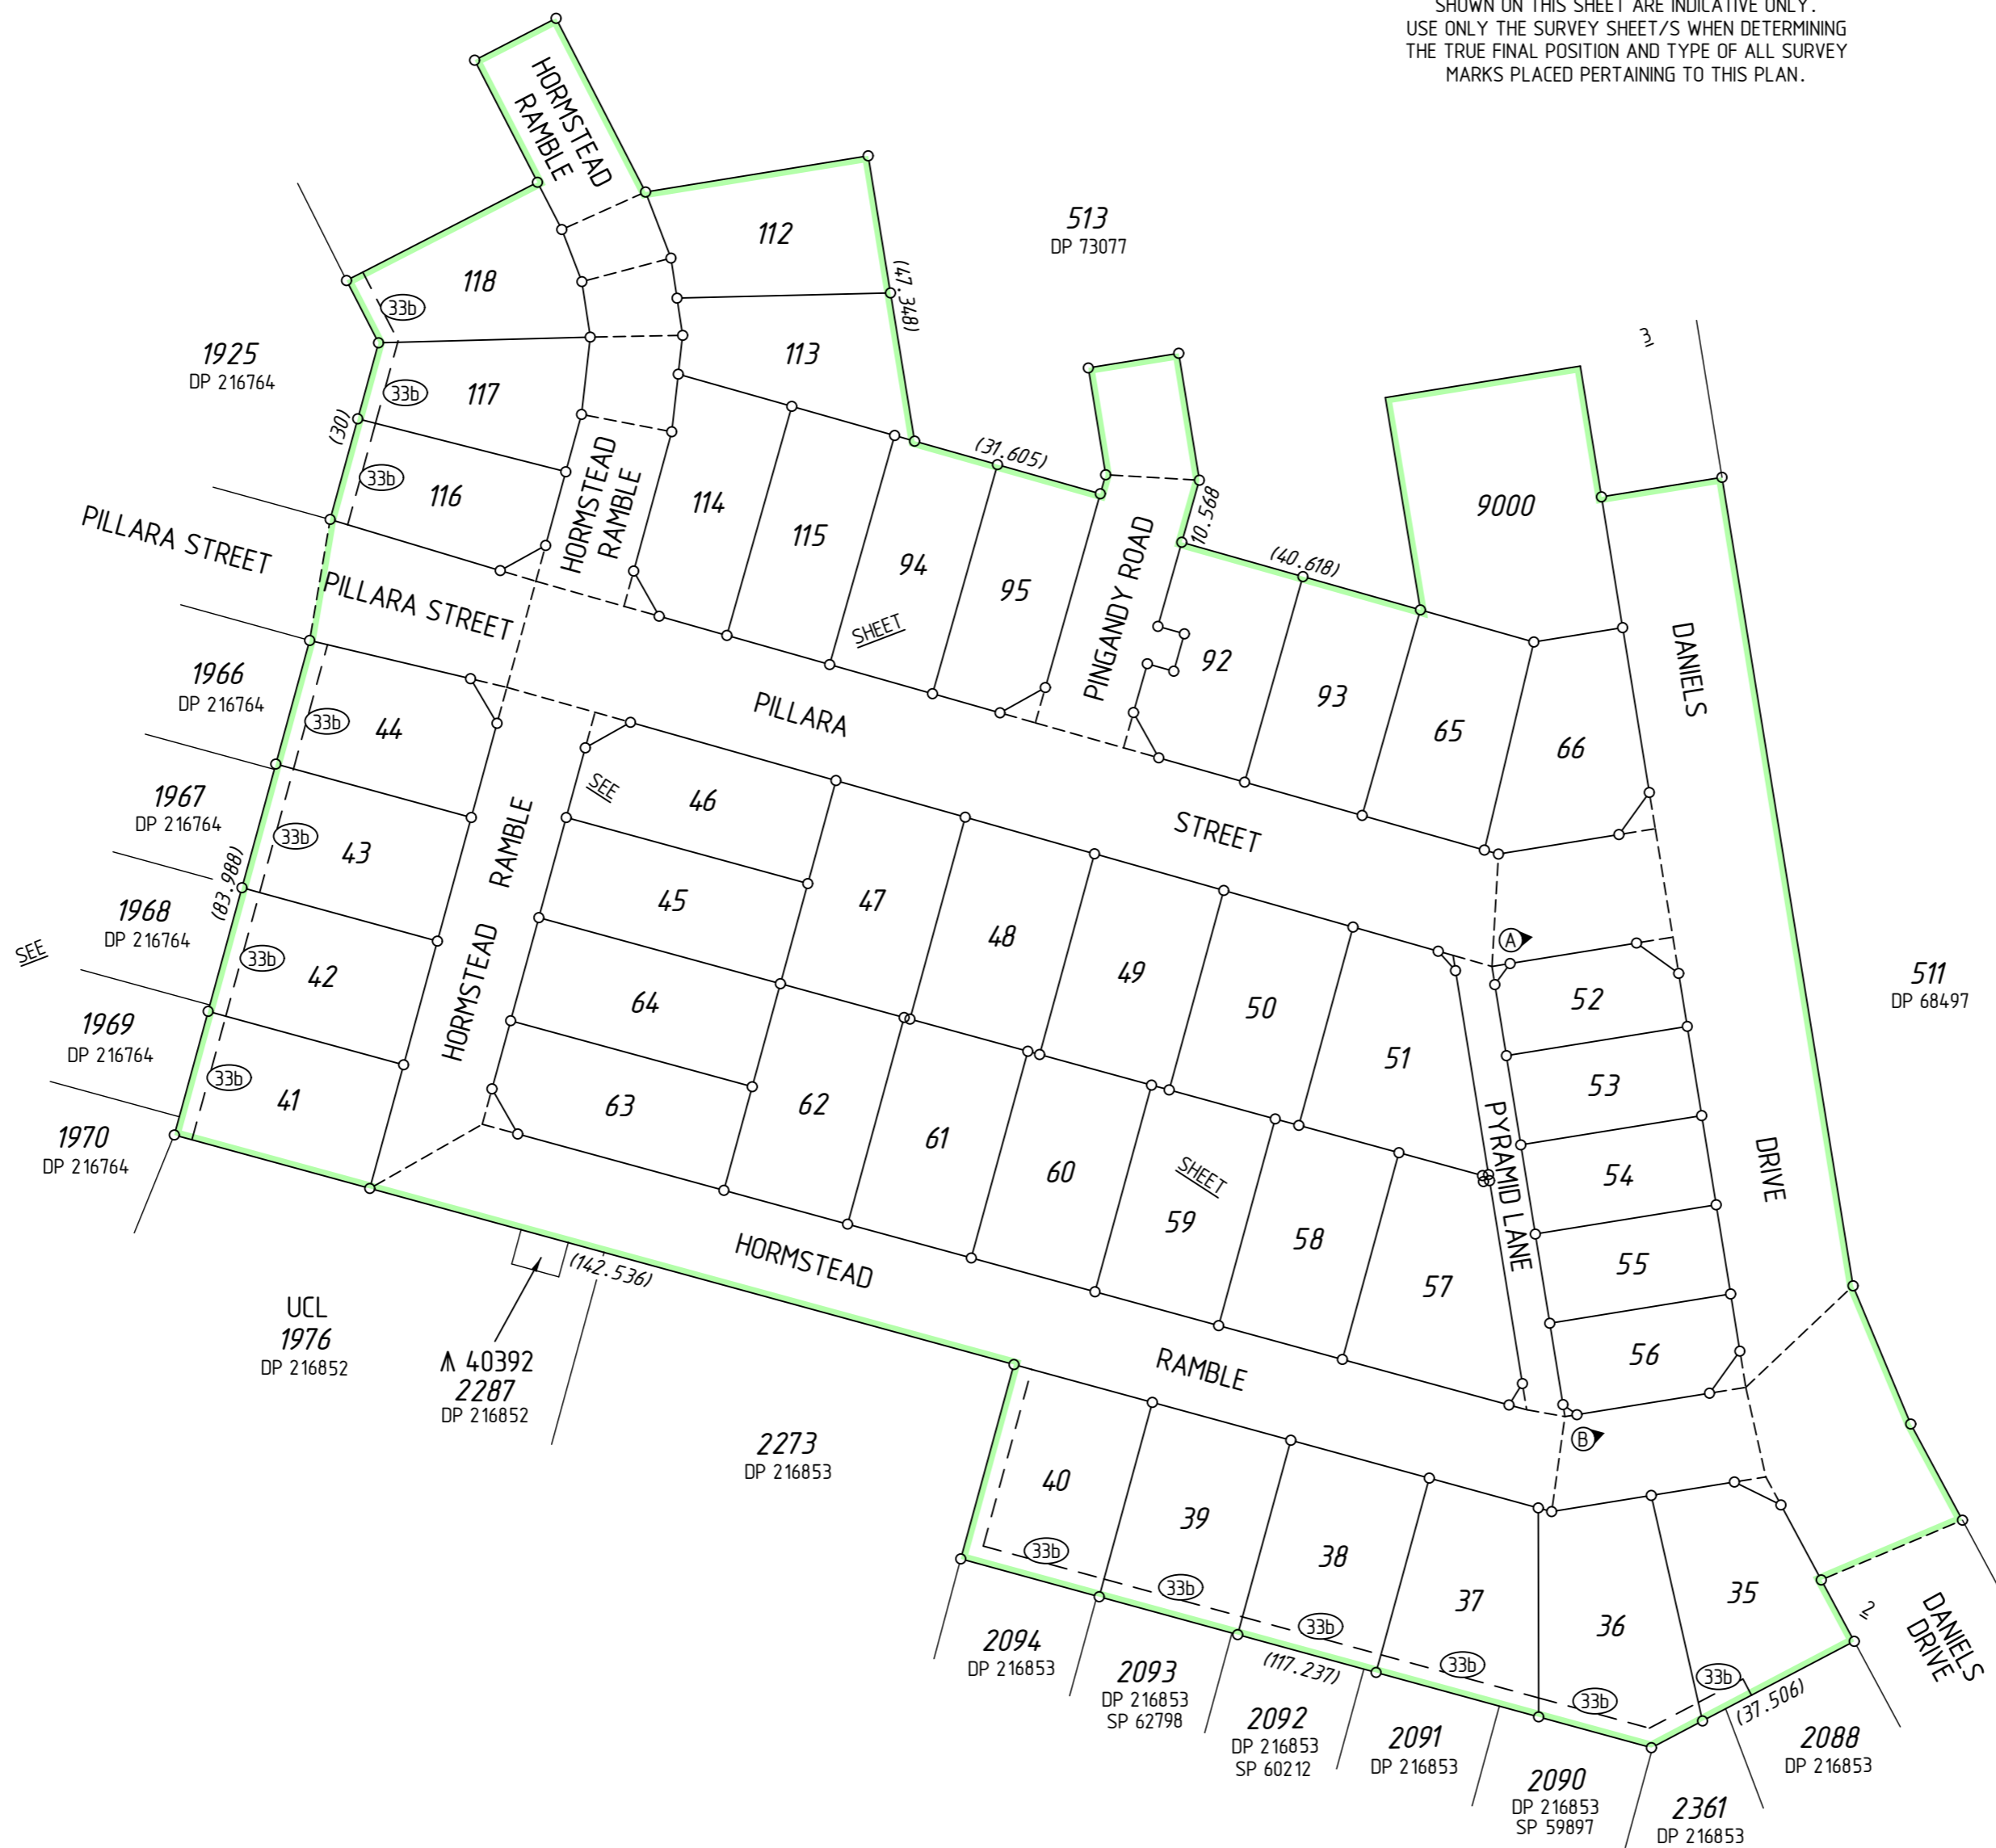 SHOWN ON THIS SHEET ARE INDICATIVE ONLY.
USE ONLY THE SURVEY SHEET/S WHEN DETERMINING
THE TRUE FINAL POSITION AND TYPE OF ALL SURVEY
MARKS PLACED PERTAINING TO THIS PLAN.
HORMSTEAD
RAMBLE
112
513
DP 73077
118
33b
(47.348)
1925
DP 216764
113
117
33b
(30)
3
116
33b
HORMSTEAD
RAMBLE
114
115
94
95
(31.605)
SHEET
PINGANDY ROAD
10.568
(40.618)
9000
PILLARA STREET
PILLARA STREET
92
93
65
66
DANIELS
1966
DP 216764
33b
44
PILLARA
STREET
1967
DP 216764
33b
43
HORMSTEAD RAMBLE
SEE
46
45
47
48
49
50
51
(83.988)
1968
DP 216764
SEE
33b
42
A
52
511
DP 68497
1969
DP 216764
33b
41
64
63
62
61
60
59
SHEET
58
57
PYRAMID LANE
53
54
55
56
DRIVE
1970
DP 216764
HORMSTEAD
RAMBLE
(142.536)
UCL
1976
DP 216852
40392
2287
DP 216852
2273
DP 216853
B
40
39
38
37
36
35
33b
33b
33b
33b
33b
33b
2
DANIELS
DRIVE
(117.237)
(37.506)
2094
DP 216853
2093
DP 216853
SP 62798
2092
DP 216853
SP 60212
2091
DP 216853
2090
DP 216853
SP 59897
2361
DP 216853
2088
DP 216853